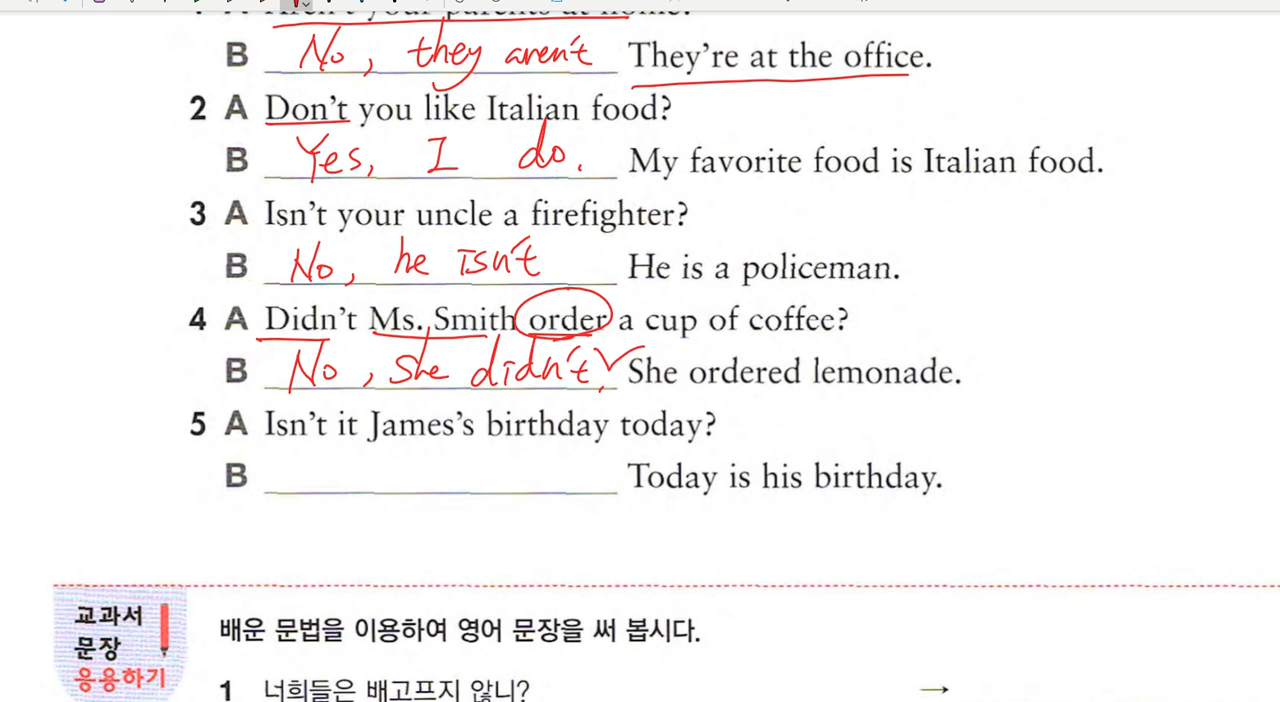 B No, they aren't They're at the office.
2 A Don't you like Italian food?
B Yes, I do. My favorite food is Italian food.
3 A Isn't your uncle a firefighter?
B No, he isn't He is a policeman.
4 A Didn't Ms. Smith order a cup of coffee?
B No, she didn't. She ordered lemonade.
5 A Isn't it James's birthday today?
B Today is his birthday.
교과서
문장
응용하기
배운 문법을 이용하여 영어 문장을 써 봅시다.
1 너희들은 배고프지 않니? →